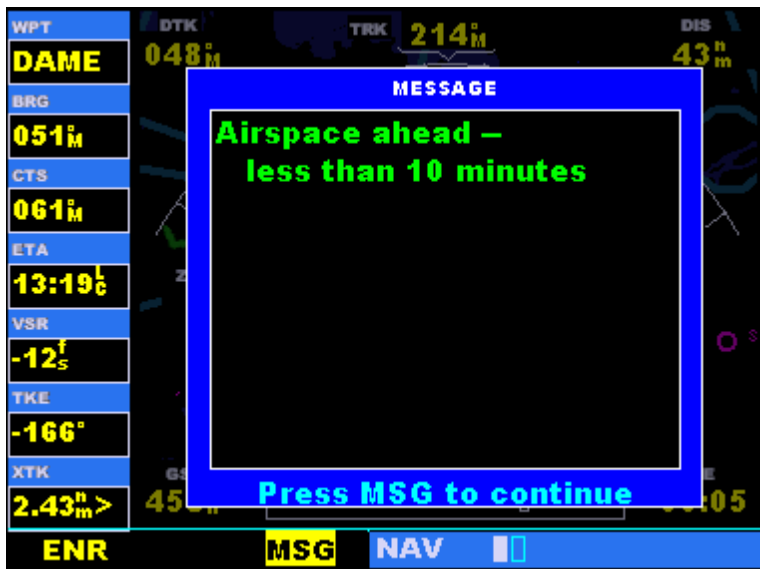 WPT
DAME
BRG
051°M
CTS
061°M
ETA
13:19Lc
VSR
-12fs
TKE
-166°
XTK
2.43nm>
DTK
048°M
TRK 214°M
DIS
43nm
MESSAGE
Airspace ahead –
less than 10 minutes
Press MSG to continue
ENR MSG NAV